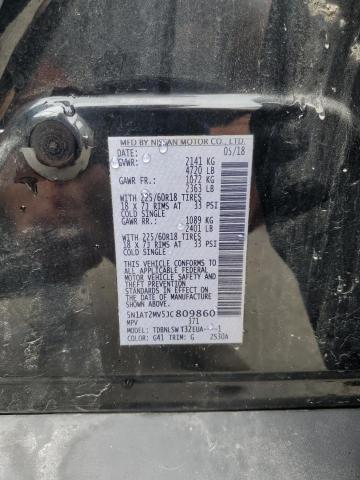 MFD BY NISSAN MOTOR CO., LTD.
DATE: 05/18
GVWR: 2141 KG
4720 LB
GAWR FR.: 1072 KG
2363 LB
WITH 225/60R18 TIRES
18 X 7J RIMS AT 33 PSI
COLD SINGLE
GAWR RR.: 1089 KG
2401 LB
WITH 225/60R18 TIRES
18 X 7J RIMS AT 33 PSI
COLD SINGLE
THIS VEHICLE CONFORMS TO ALL
APPLICABLE FEDERAL MOTOR
VEHICLE SAFETY AND BUMPER
STANDARDS IN EFFECT ON THE
DATE OF MANUFACTURE SHOWN
ABOVE.
5N1AT2MV5JC809860
MPV 371
MODEL: TDBNLSW T32EUA
COLOR: G41 TRIM: G 2S30A